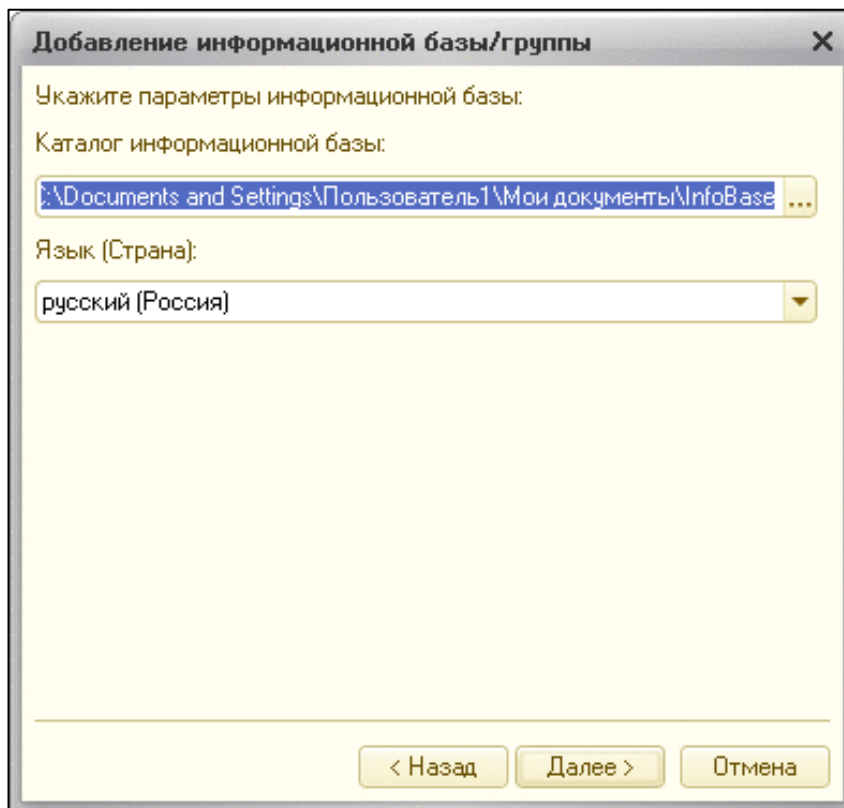 Добавление информационной базы/группы
Укажите параметры информационной базы:
Каталог информационной базы:
C:\Documents and Settings\Пользователь1\Мои документы\InfoBase ...
Язык (Страна):
русский (Россия)
< Назад Далее > Отмена